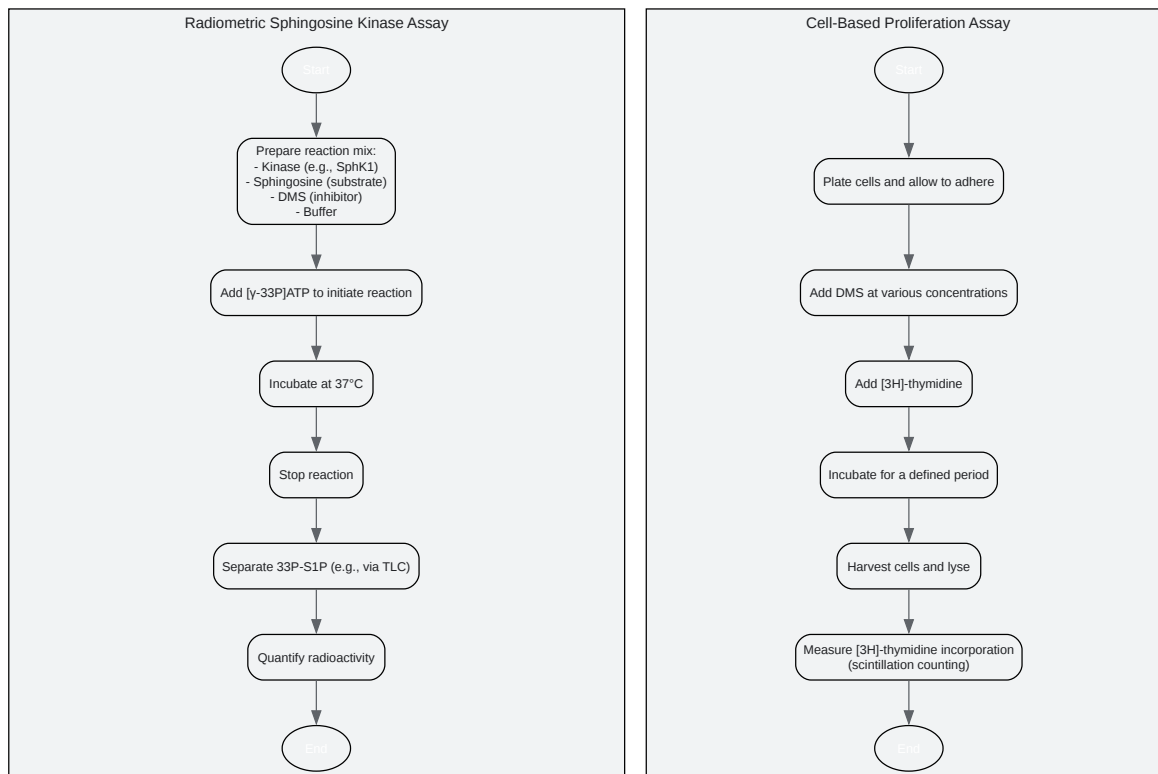 Radiometric Sphingosine Kinase Assay
Start
Prepare reaction mix:
- Kinase (e.g., SphK1)
- Sphingosine (substrate)
- DMS (inhibitor)
- Buffer
Add [γ-33P]ATP to initiate reaction
Incubate at 37°C
Stop reaction
Separate 33P-S1P (e.g., via TLC)
Quantify radioactivity
End
Cell-Based Proliferation Assay
Start
Plate cells and allow to adhere
Add DMS at various concentrations
Add [3H]-thymidine
Incubate for a defined period
Harvest cells and lyse
Measure [3H]-thymidine incorporation
(scintillation counting)
End